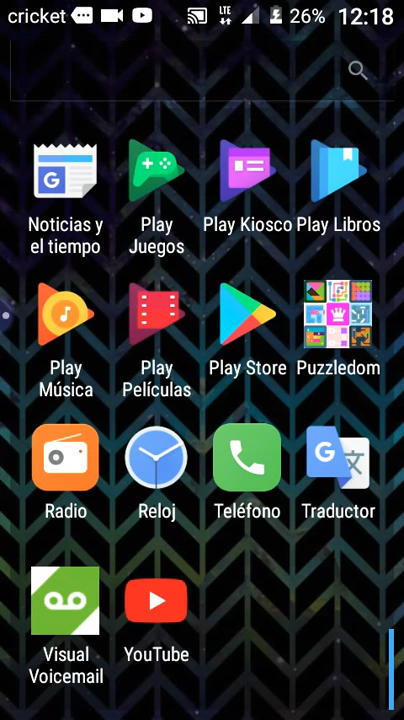 cricket LTE 26% 12:18
Noticias y
el tiempo
Play
Juegos
Play Kiosco
Play Libros
Play
Música
Play
Películas
Play Store
Puzzledom
Radio
Reloj
Teléfono
Traductor
Visual
Voicemail
YouTube